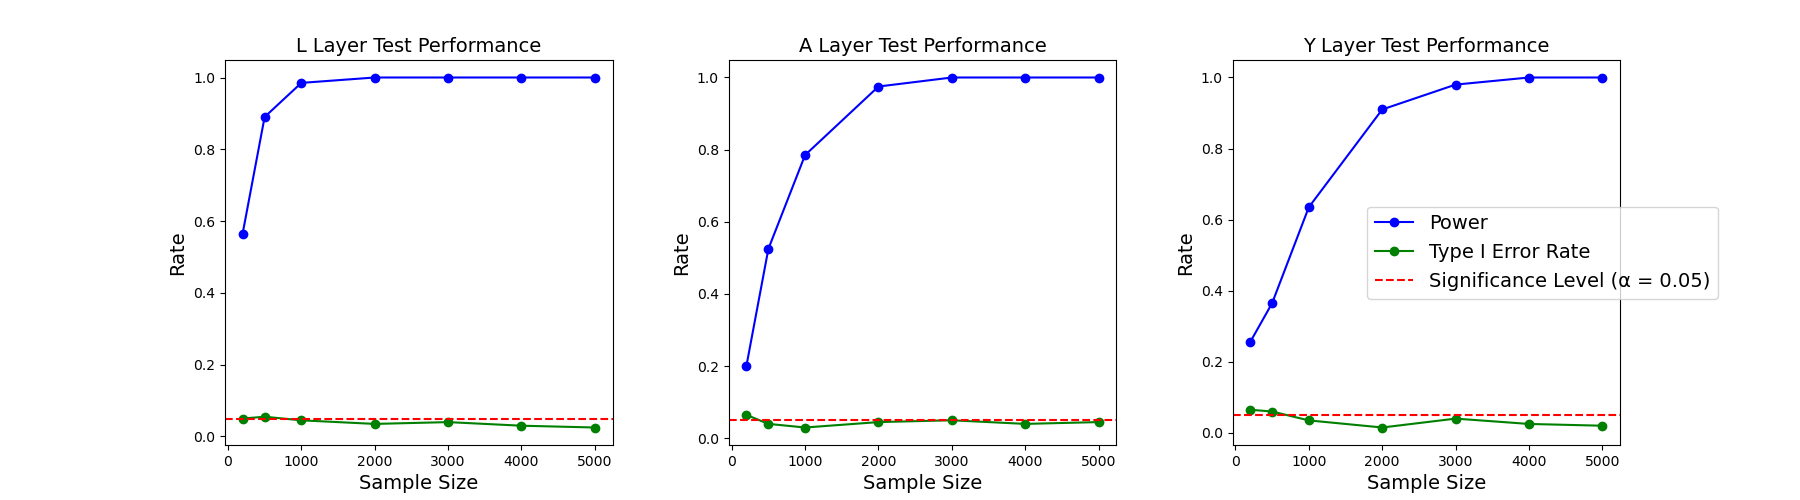 L Layer Test Performance
1.0
0.8
0.6
0.4
0.2
0.0
Rate
0 1000 2000 3000 4000 5000
Sample Size
A Layer Test Performance
1.0
0.8
0.6
0.4
0.2
0.0
Rate
0 1000 2000 3000 4000 5000
Sample Size
Y Layer Test Performance
1.0
0.8
0.6
0.4
0.2
0.0
Rate
0 1000 2000 3000 4000 5000
Sample Size
Power
Type I Error Rate
Significance Level (α = 0.05)